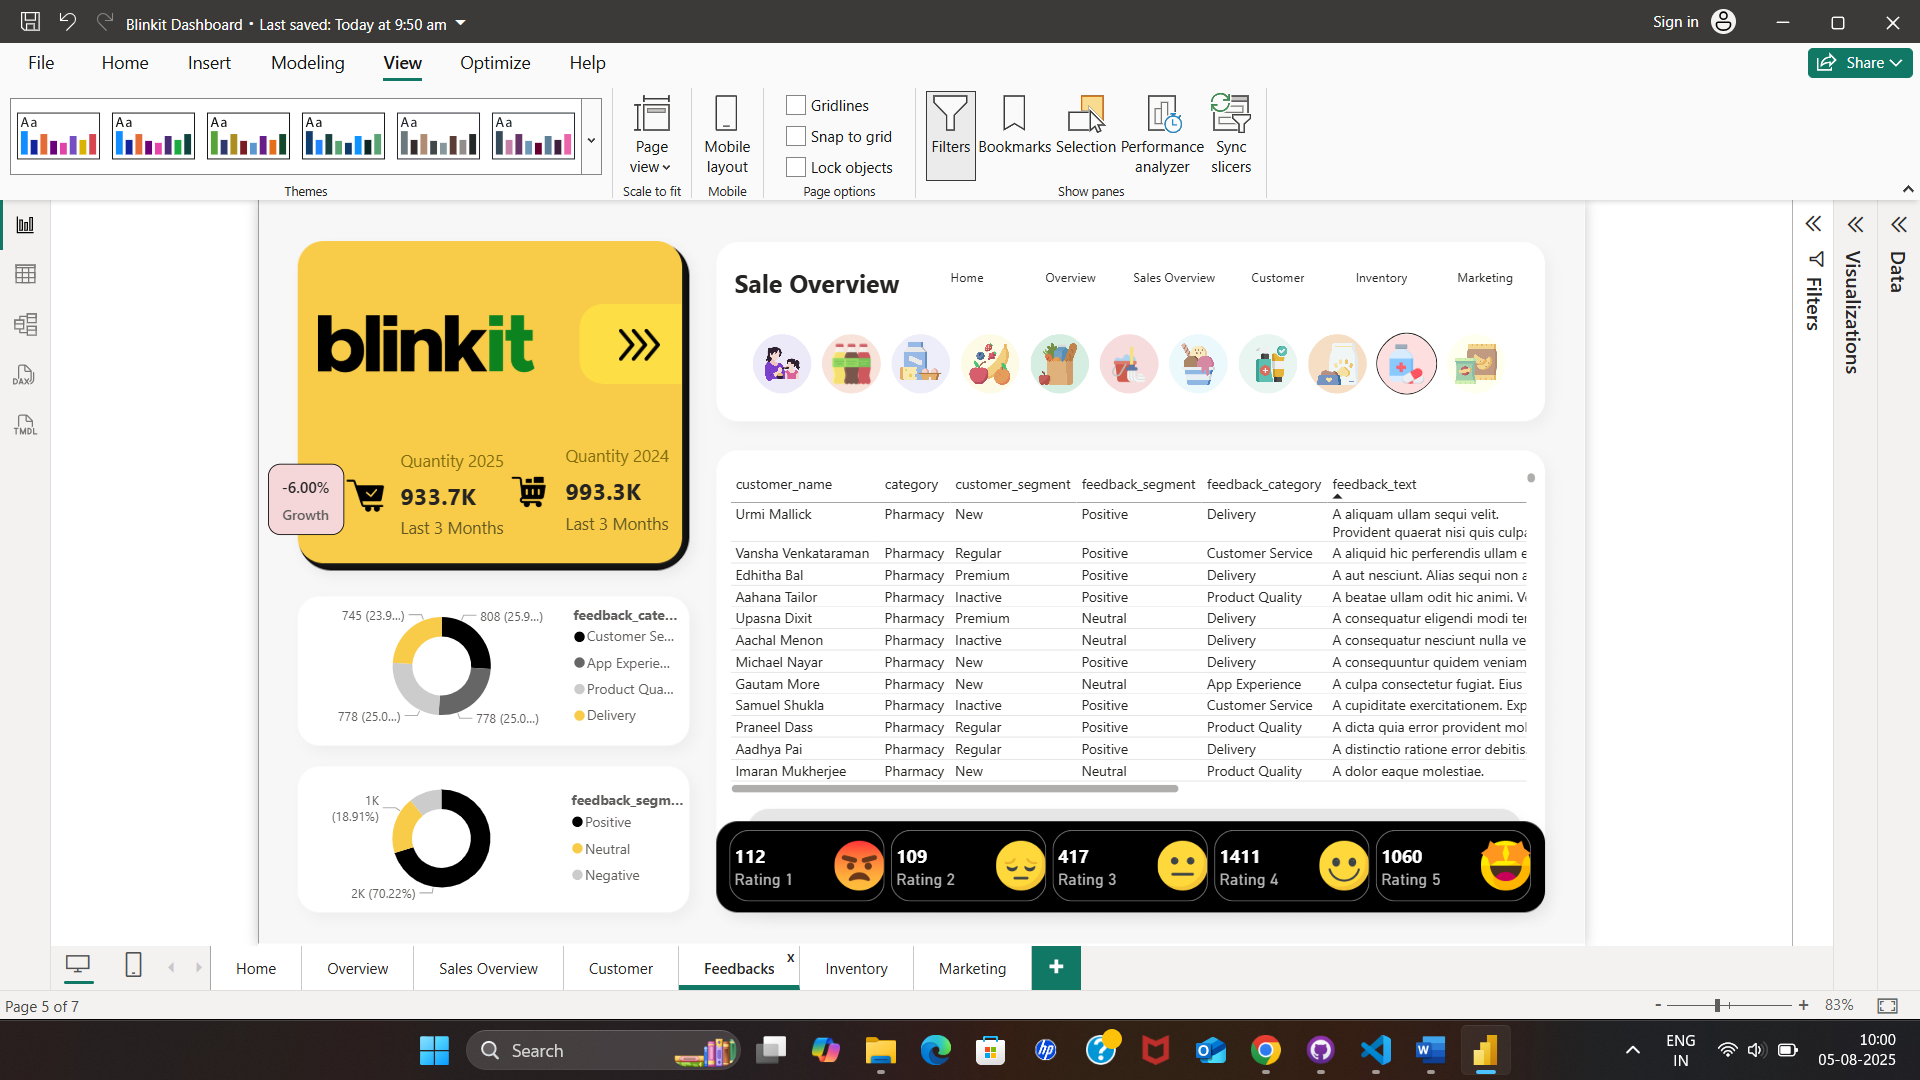 Blinkit Dashboard • Last saved: Today at 9:50 am
Sign in
File Home Insert Modeling View Optimize Help
Share
Aa Aa Aa Aa Aa Aa
Themes
Page view
Scale to fit
Mobile layout
Mobile
Gridlines
Snap to grid
Lock objects
Page options
Filters
Bookmarks
Selection
Performance analyzer
Sync slicers
Show panes
DAX
TMDL
Filters
Visualizations
Data
blinkit
-6.00%
Growth
Quantity 2025
933.7K
Last 3 Months
Quantity 2024
993.3K
Last 3 Months
Sale Overview
Home Overview Sales Overview Customer Inventory Marketing
745 (23.9...)
808 (25.9...)
778 (25.0...)
778 (25.0...)
feedback_cate...
Customer Se...
App Experie...
Product Qua...
Delivery
1K
(18.91%)
2K (70.22%)
feedback_segm...
Positive
Neutral
Negative
customer_name category customer_segment feedback_segment feedback_category feedback_text
Urmi Mallick Pharmacy New Positive Delivery A aliquam ullam sequi velit.
Provident quaerat nisi quis culpa
Vansha Venkataraman Pharmacy Regular Positive Customer Service A aliquid hic perferendis ullam e
Edhitha Bal Pharmacy Premium Positive Delivery A aut nesciunt. Alias sequi non a
Aahana Tailor Pharmacy Inactive Positive Product Quality A beatae ullam odit hic animi. V
Upasna Dixit Pharmacy Premium Neutral Delivery A consequatur eligendi modi ter
Aachal Menon Pharmacy Inactive Neutral Delivery A consequatur nesciunt nulla ve
Michael Nayar Pharmacy New Positive Delivery A consequuntur quidem veniam
Gautam More Pharmacy New Neutral App Experience A culpa consectetur fugiat. Eius
Samuel Shukla Pharmacy Inactive Positive Customer Service A cupiditate exercitationem. Exp
Praneel Dass Pharmacy Regular Positive Product Quality A dicta quia error provident mol
Aadhya Pai Pharmacy Regular Positive Delivery A distinctio ratione error debitis.
Imaran Mukherjee Pharmacy New Neutral Product Quality A dolor eaque molestiae.
112
Rating 1
109
Rating 2
417
Rating 3
1411
Rating 4
1060
Rating 5
Home Overview Sales Overview Customer Feedbacks x Inventory Marketing +
Page 5 of 7
- + 83%
Search
hp
ENG
IN
10:00
05-08-2025